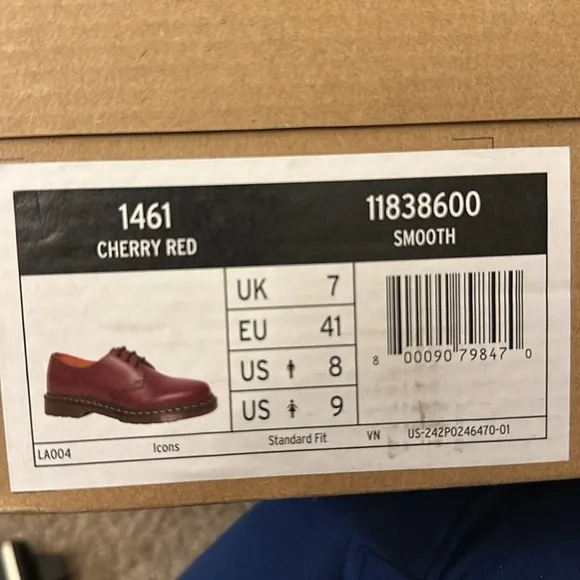 1461
CHERRY RED
11838600
SMOOTH
UK 7
EU 41
US 8
US 9
8 00090 79847 0
LA004
Icons
Standard Fit
VN
US-242P0246470-01